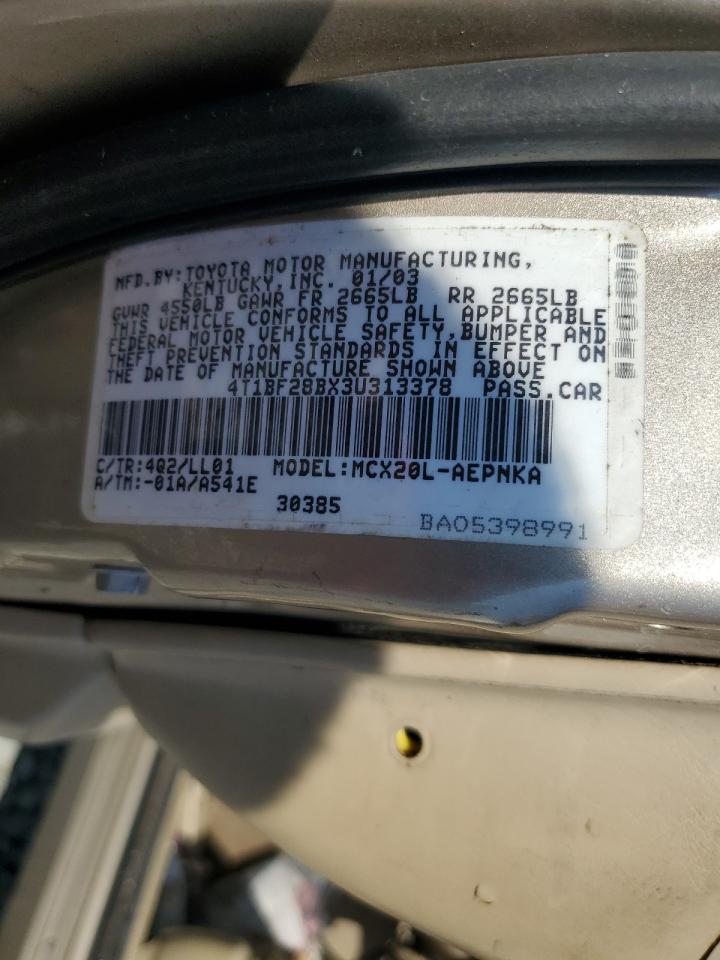 MFD.BY:TOYOTA MOTOR MANUFACTURING,
KENTUCKY,INC. 01/03
GVWR 4550LB GAWR FR 2665LB RR 2665LB
THIS VEHICLE CONFORMS TO ALL APPLICABLE
FEDERAL MOTOR VEHICLE SAFETY,BUMPER AND
THEFT PREVENTION STANDARDS IN EFFECT ON
THE DATE OF MANUFACTURE SHOWN ABOVE
4T1BF28BX3U313378 PASS.CAR
C/TR:4Q2/LL01 MODEL:MCX20L-AEPNKA
A/TM:-01A/A541E
30385
BA05398991